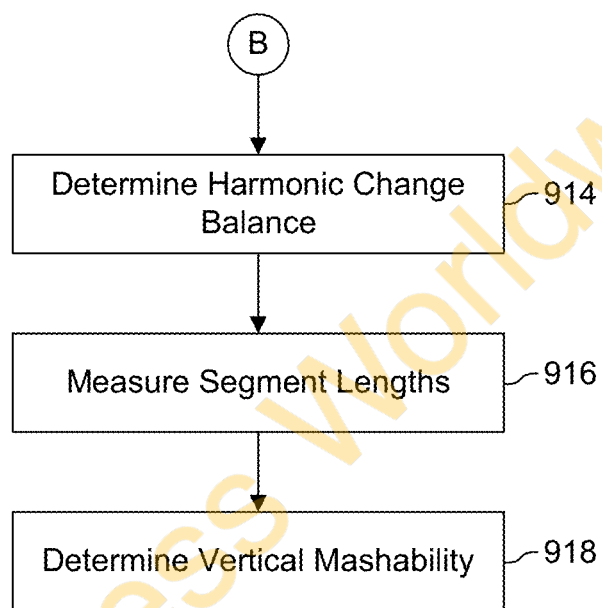 B
Determine Harmonic Change
Balance
914
Measure Segment Lengths
916
Determine Vertical Mashability
918